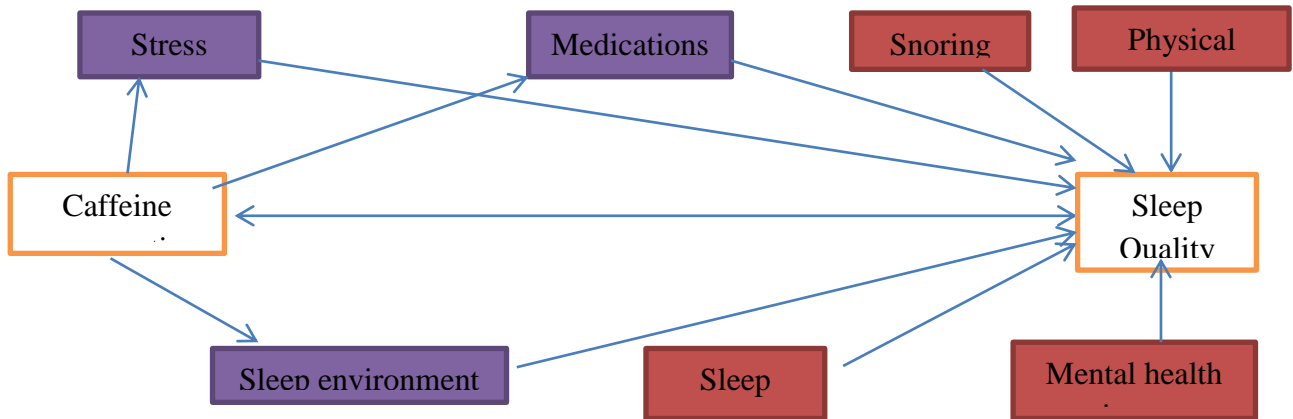 Stress
Medications
Snoring
Physical
Caffeine
Sleep
Quality
Sleep environment
Sleep
Mental health